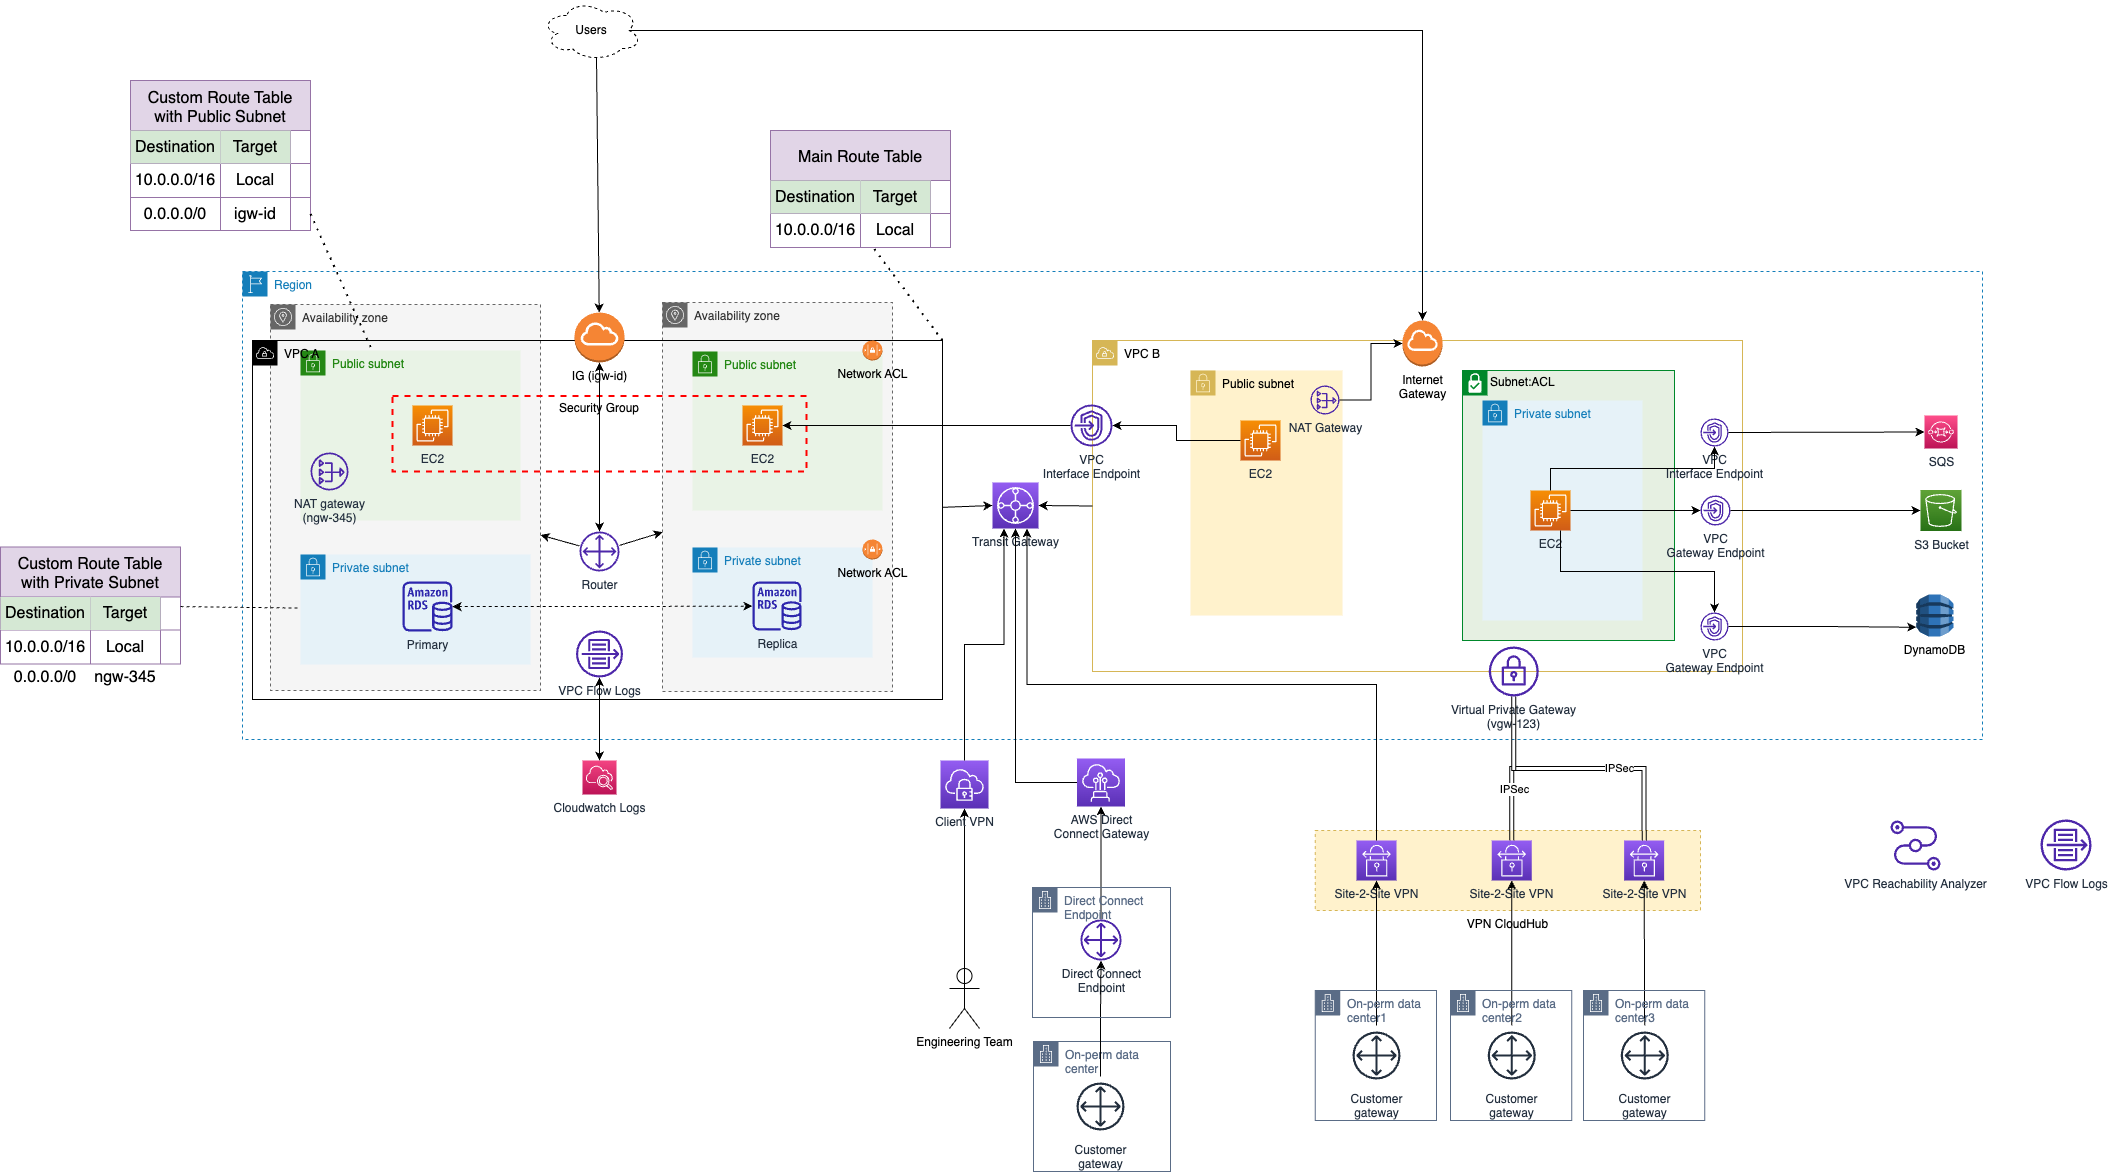 Users
Custom Route Table
with Public Subnet
Destination Target
10.0.0.0/16 Local
0.0.0.0/0 igw-id
Main Route Table
Destination Target
10.0.0.0/16 Local
Region
Availability zone
Availability zone
VPC A
Public subnet
IG (igw-id)
Security Group
Public subnet
Network ACL
EC2
EC2
NAT gateway
(ngw-345)
Custom Route Table
with Private Subnet
Destination Target
10.0.0.0/16 Local
0.0.0.0/0 ngw-345
Private subnet
Amazon
RDS
Primary
Router
Private subnet
Network ACL
Amazon
RDS
Replica
VPC Flow Logs
Cloudwatch Logs
VPC B
Public subnet
NAT Gateway
EC2
Internet
Gateway
VPC
Interface Endpoint
Transit Gateway
Subnet:ACL
Private subnet
EC2
VPC
Interface Endpoint
VPC
Gateway Endpoint
VPC
Gateway Endpoint
SQS
S3 Bucket
DynamoDB
Virtual Private Gateway
(vgw-123)
IPSec
IPSec
Client VPN
AWS Direct
Connect Gateway
Direct Connect
Endpoint
Direct Connect
Endpoint
Engineering Team
On-perm data
center
Customer
gateway
Site-2-Site VPN
Site-2-Site VPN
Site-2-Site VPN
VPN CloudHub
On-perm data
center1
Customer
gateway
On-perm data
center2
Customer
gateway
On-perm data
center3
Customer
gateway
VPC Reachability Analyzer
VPC Flow Logs